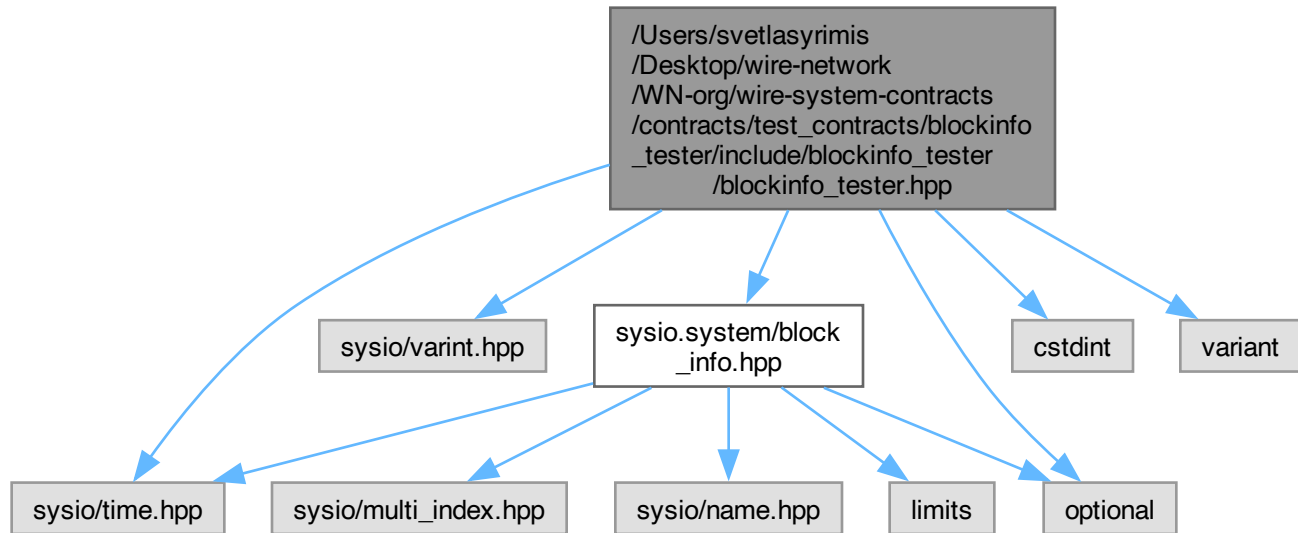 /Users/svetlasyrimis
/Desktop/wire-network
/WN-org/wire-system-contracts
/contracts/test_contracts/blockinfo
_tester/include/blockinfo_tester
/blockinfo_tester.hpp
sysio/varint.hpp
sysio.system/block
_info.hpp
cstdint
variant
sysio/time.hpp
sysio/multi_index.hpp
sysio/name.hpp
limits
optional